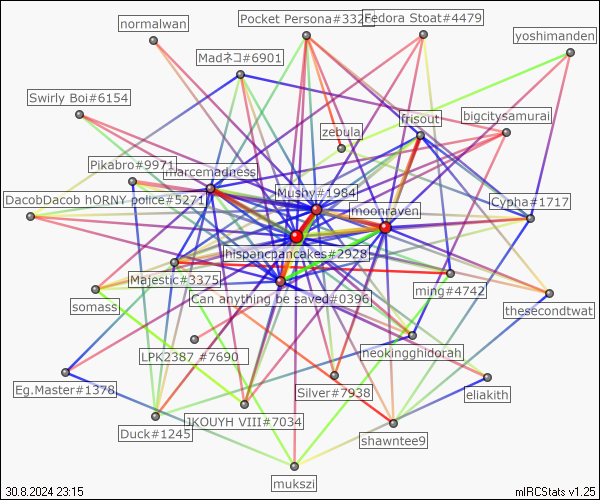 normalwan
Pocket Persona#332
Fedora Stoat#4479
yoshimanden
Madネコ#6901
Swirly Boi#6154
frisout
bigcitysamurai
zebula
Pikabro#9971
marcemadness
Mushy#1984
DacobDacob hORNY police#5271
moonraven
Cypha#1717
hispancpancakes#2928
Majestic#3375
ming#4742
Can anything be saved#0396
somass
thesecondtwat
LPK2387 #7690
neokingghidorah
Eg.Master#1378
Silver#7938
eliakith
Duck#1245
JKOUYH VIII#7034
shawntee9
mukszi
30.8.2024 23:15
mIRCStats v1.25